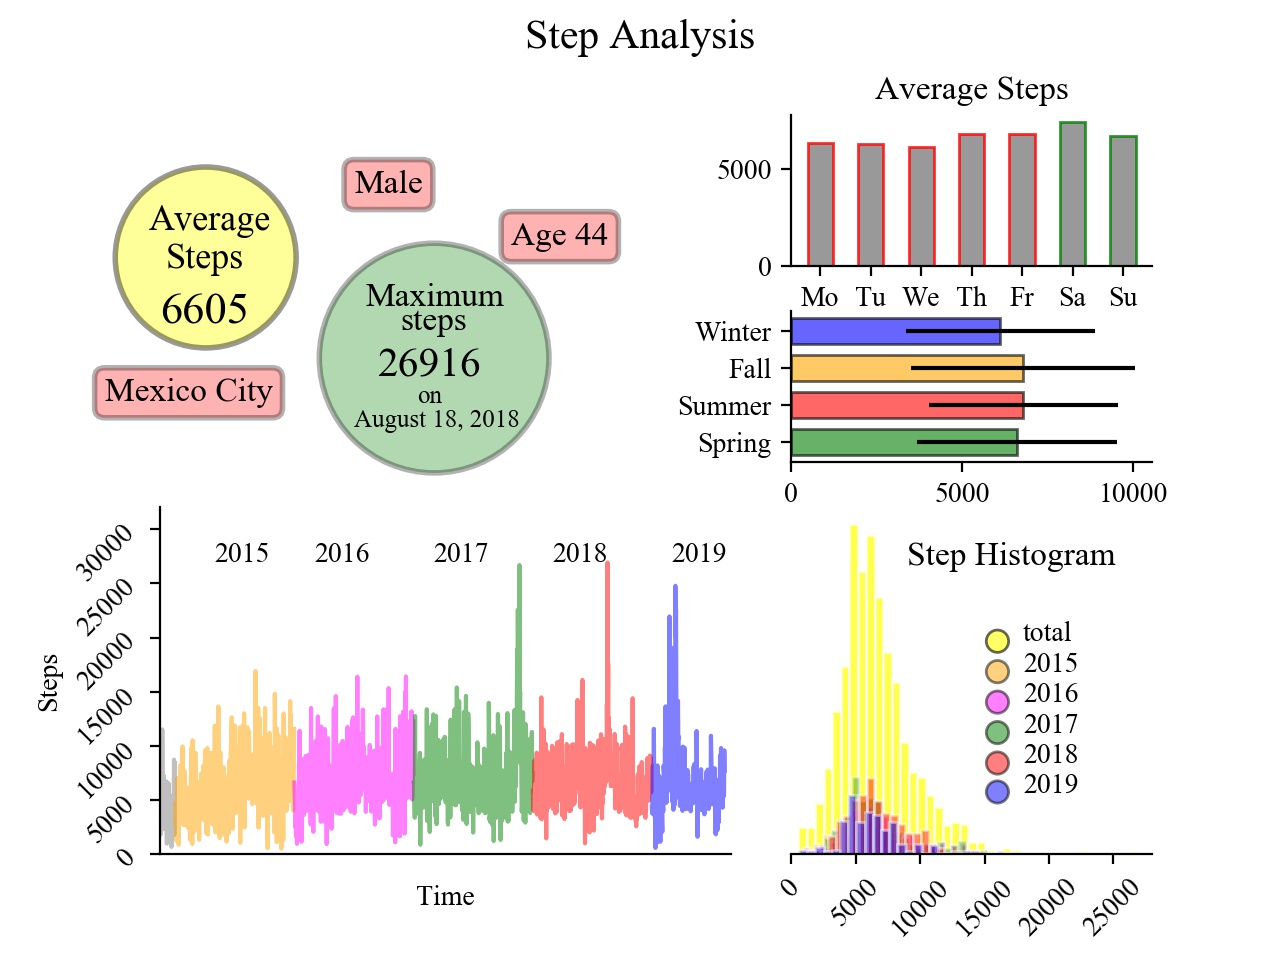 Step Analysis
Average
Steps
6605
Male
Age 44
Maximum
steps
26916
on
August 18, 2018
Mexico City
Average Steps
5000
0
Mo Tu We Th Fr Sa Su
Winter
Fall
Summer
Spring
0 5000 10000
Steps
30000
25000
20000
15000
10000
5000
0
2015 2016 2017 2018 2019
Time
Step Histogram
total
2015
2016
2017
2018
2019
0 5000 10000 15000 20000 25000